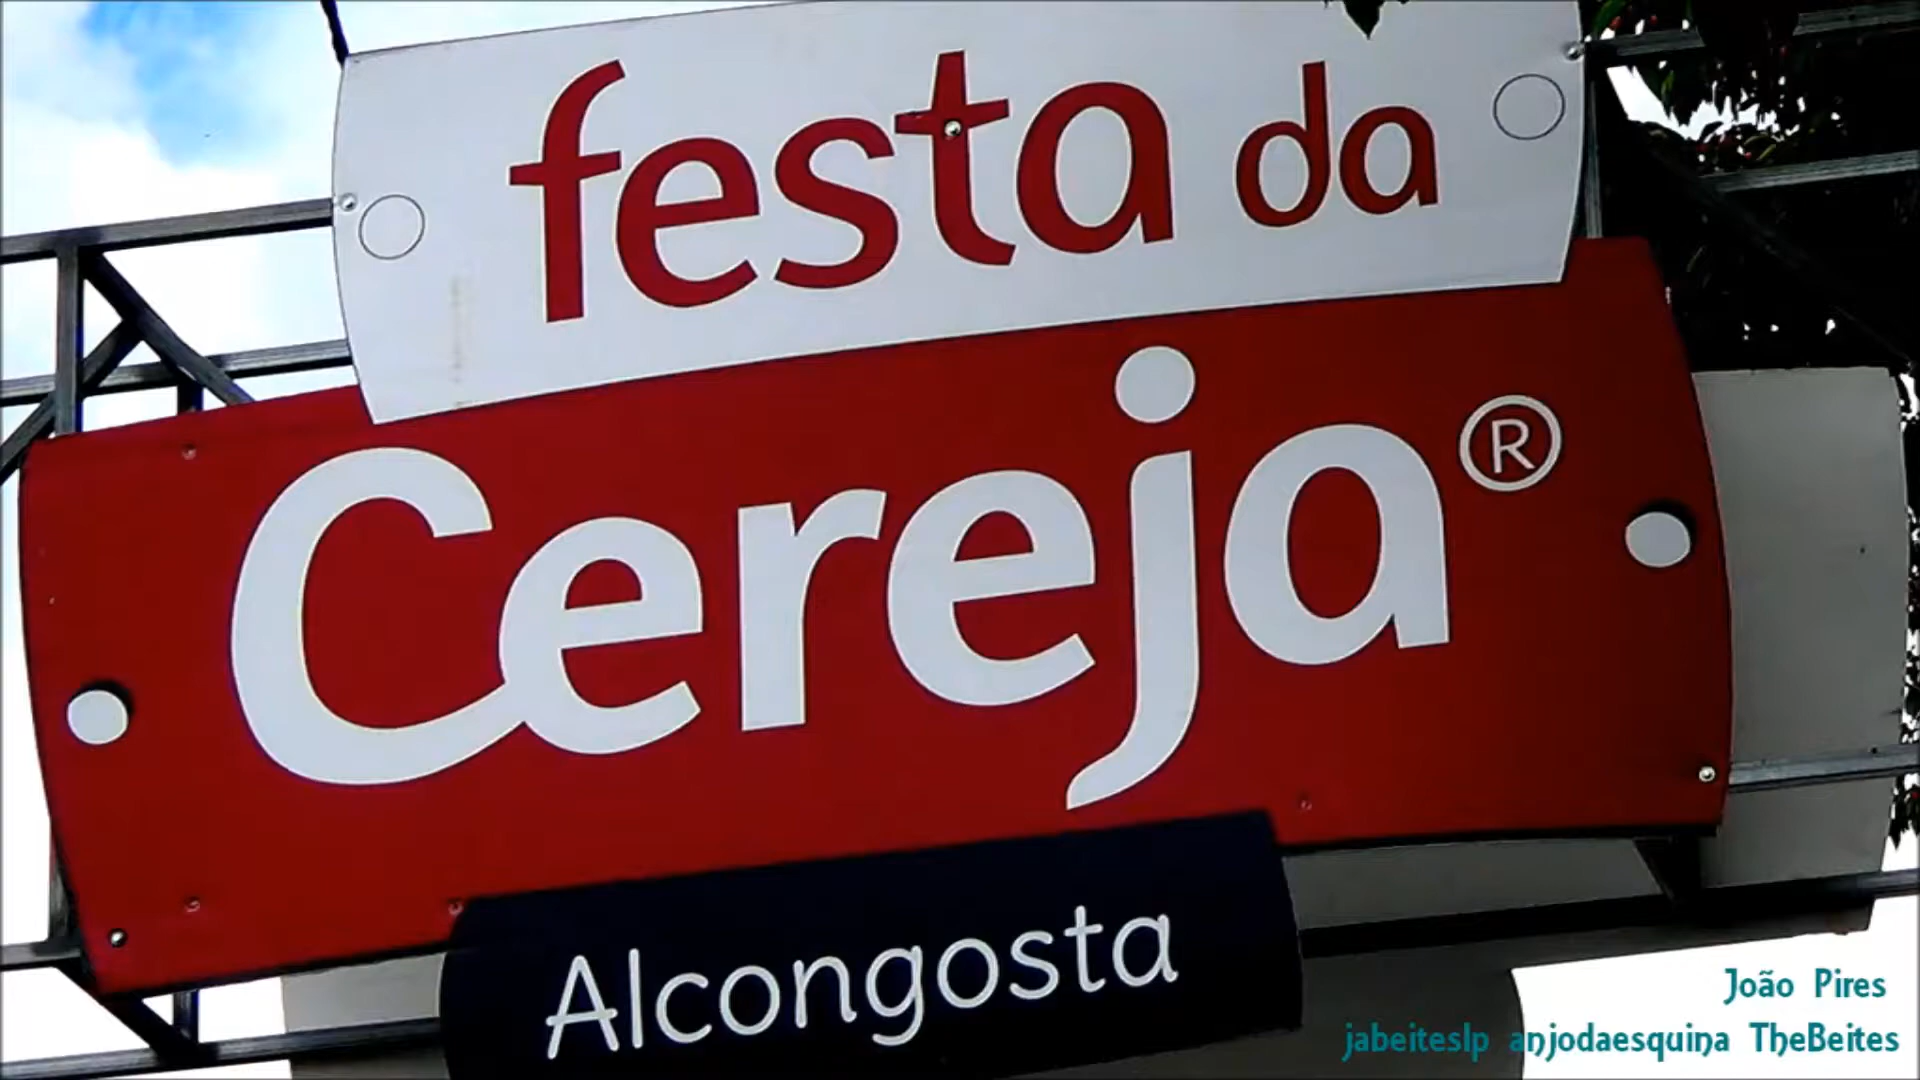 festa da
Cereja®
Alcongosta
João Pires
jabeiteslp anjodaesquina TheBeites